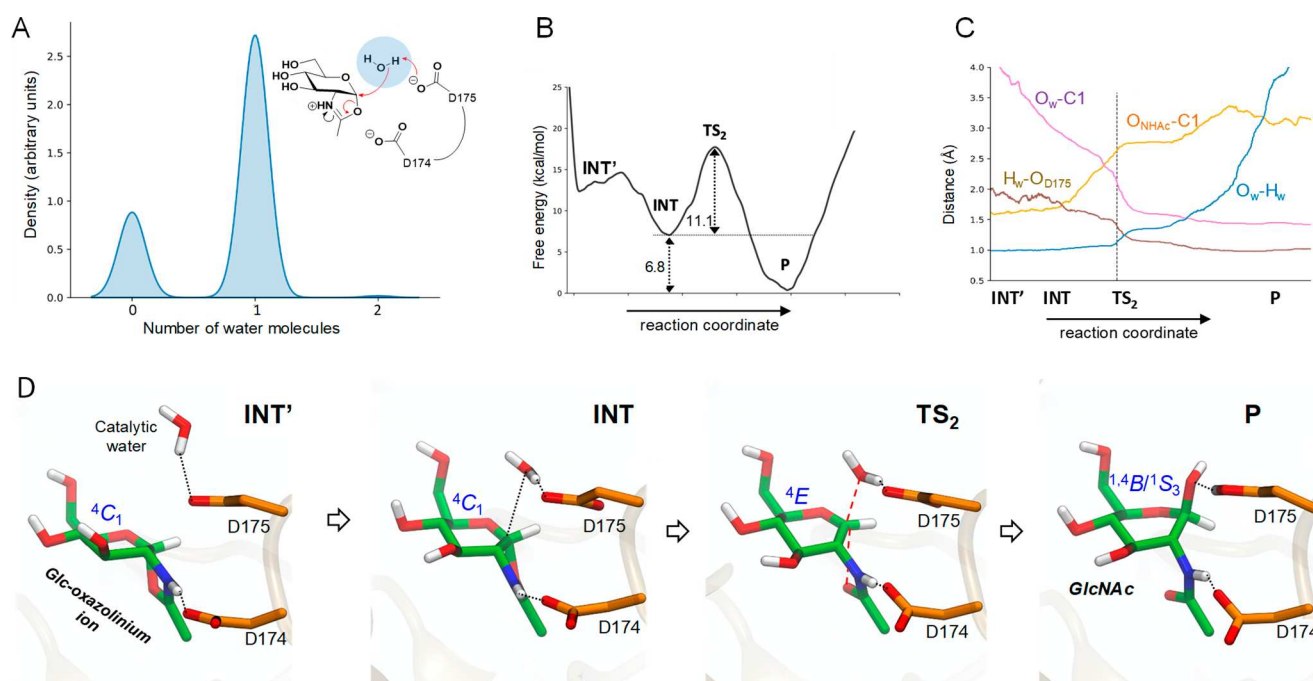 A
Density (arbitrary units)
2.5
2.0
1.5
1.0
0.5
0.0
0
1
2
Number of water molecules
HO
HO
HO
HN
⊕
O
O
H
O
H
⊖
O
O
D175
⊖
O
O
D174
B
Free energy (kcal/mol)
25
20
15
10
5
0
INT'
INT
TS₂
P
11.1
6.8
reaction coordinate
C
Distance (Å)
4.0
3.5
3.0
2.5
2.0
1.5
1.0
0.5
Ow-C1
ONHAc-C1
Hw-OD175
Ow-Hw
INT'
INT
TS₂
P
reaction coordinate
D
INT'
Catalytic
water
⁴C₁
D175
Glc-oxazolinium
ion
D174
INT
⁴C₁
D175
D174
TS₂
⁴E
D175
D174
P
¹,⁴B/¹S₃
D175
GlcNAc
D174